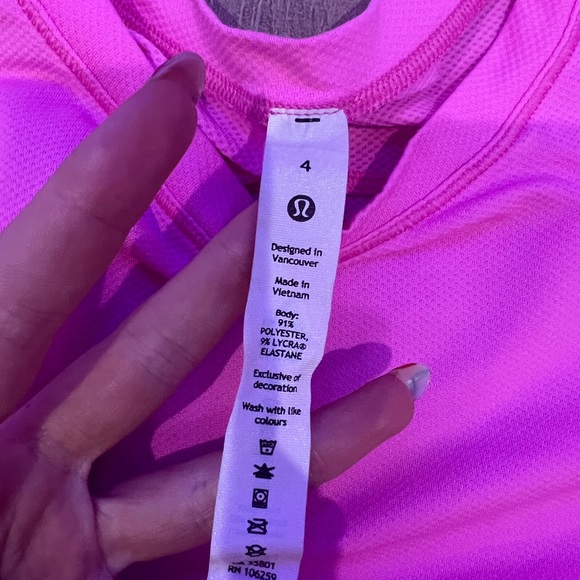 4
Designed in
Vancouver
Made in
Vietnam
Body:
91%
POLYESTER,
9% LYCRA®
ELASTANE
Exclusive of
decoration
Wash with like
colours
35801
RN 106259